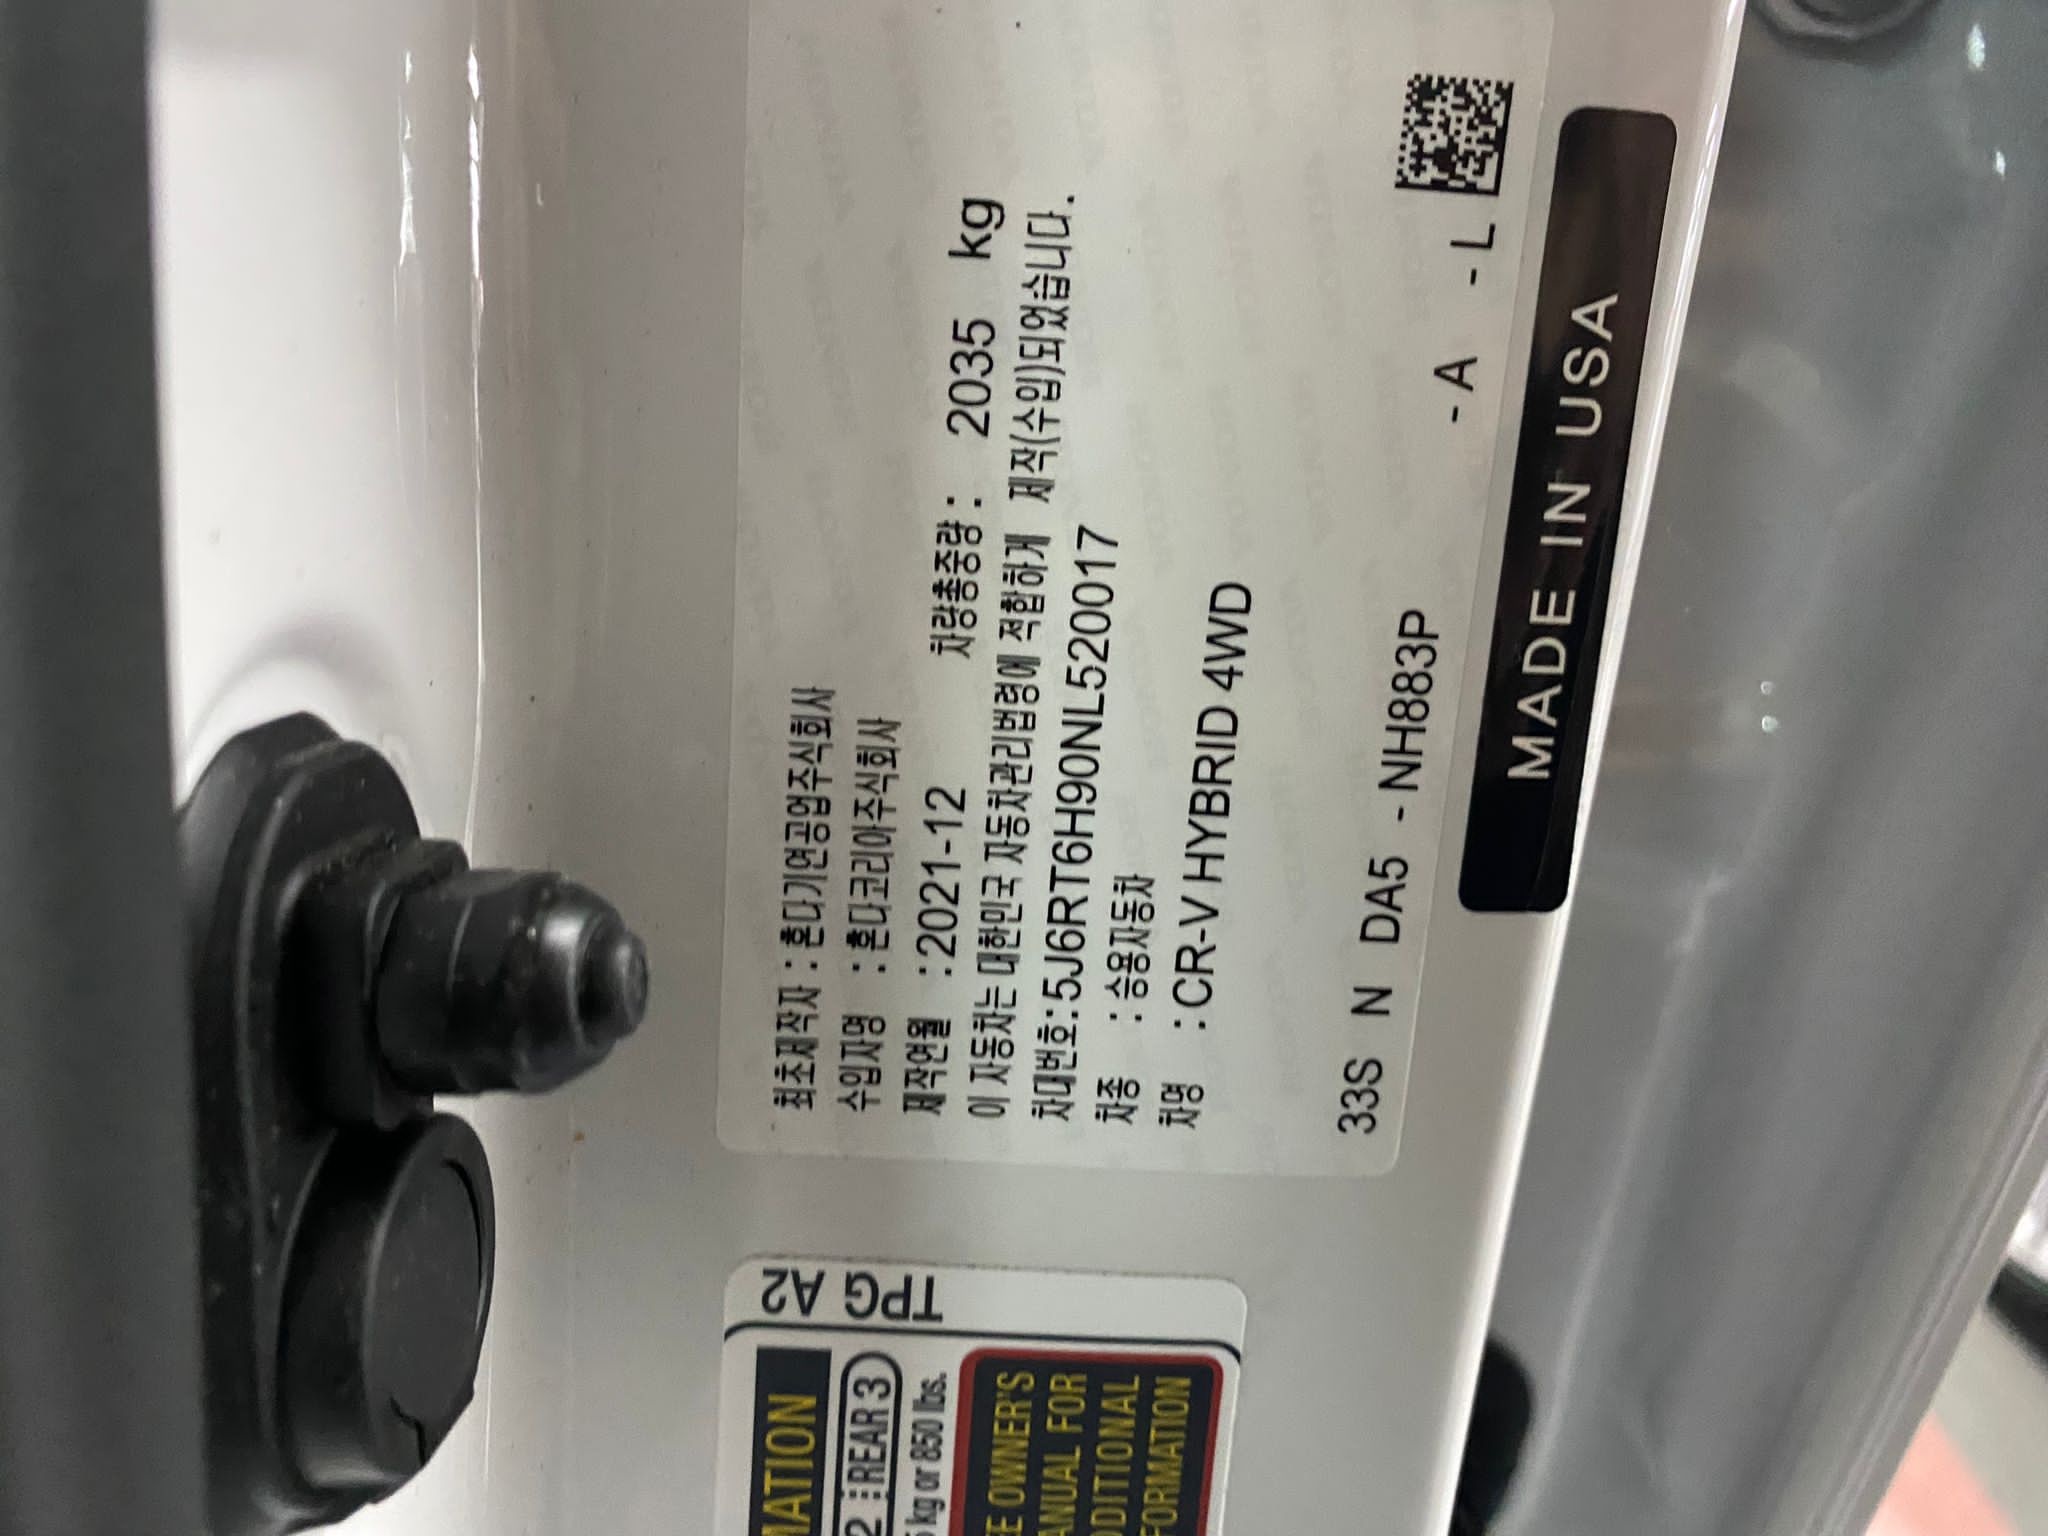 최초제작자 : 혼다기연공업주식회사
수입자명 : 혼다코리아주식회사
제작연월 : 2021-12 차량총중량 : 2035 kg
이 자동차는 대한민국 자동차관리법령에 적합하게 제작(수입)되었습니다.
차대번호: 5J6RT6H90NL520017
차종 : 승용자동차
차명 : CR-V HYBRID 4WD
33S N DA5 - NH883P - A - L
MADE IN USA
TPG A2
REAR 3
kg or 850 lbs.
OWNER'S
FOR